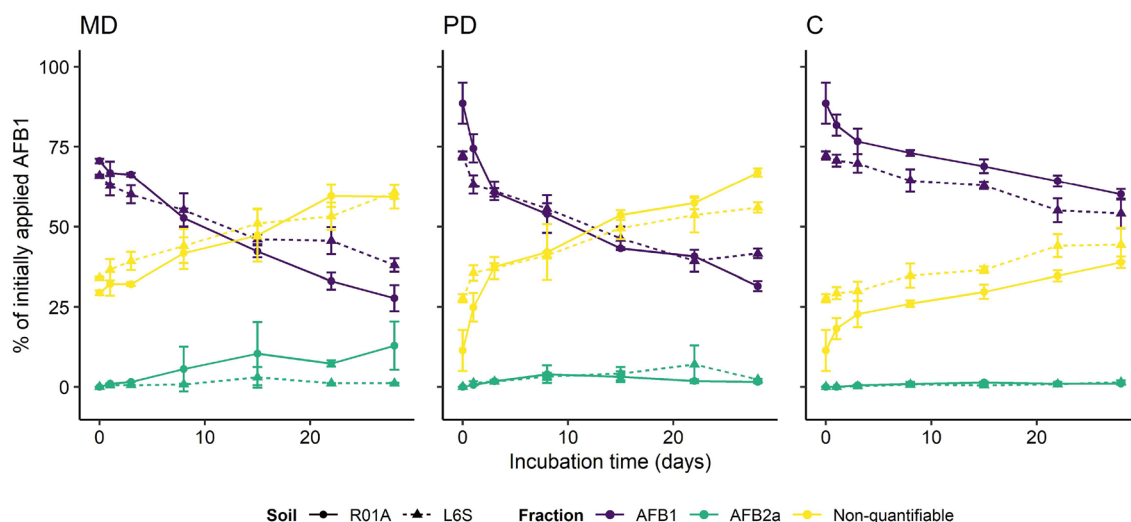 MD PD C
% of initially applied AFB1
100
75
50
25
0
0 10 20 0 10 20 0 10 20
Incubation time (days)
Soil R01A L6S Fraction AFB1 AFB2a Non-quantifiable